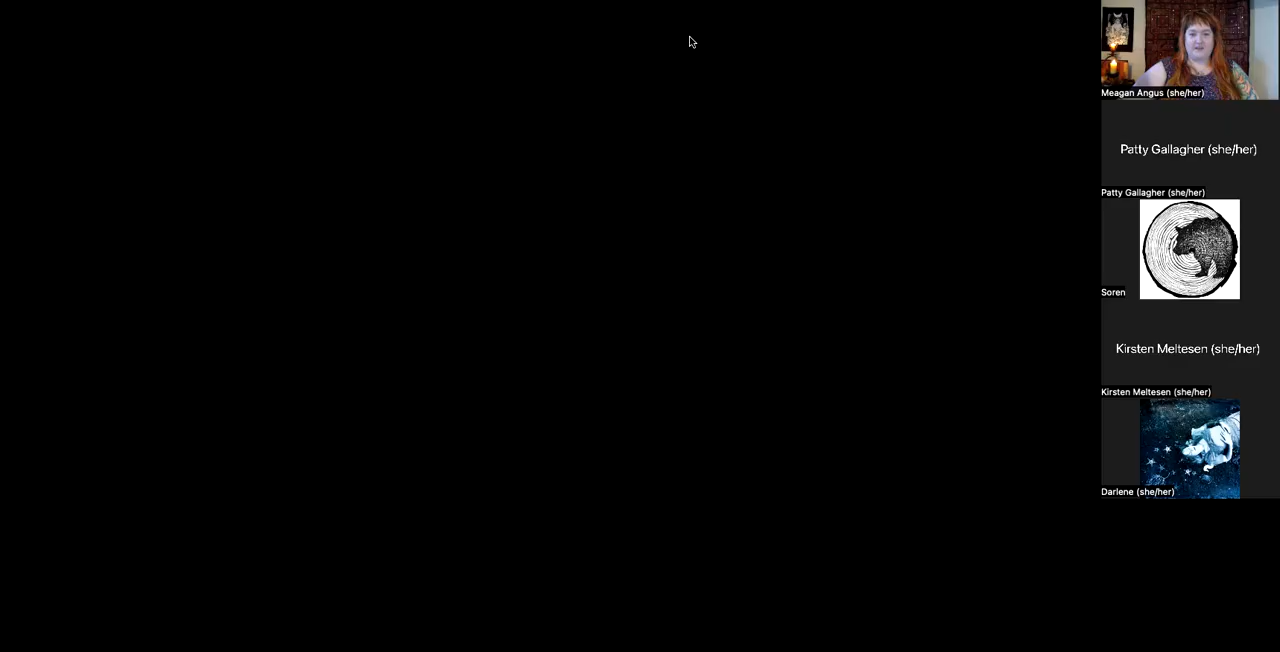 Meagan Angus (she/her)
Patty Gallagher (she/her)
Patty Gallagher (she/her)
Soren
Kirsten Meltesen (she/her)
Kirsten Meltesen (she/her)
Darlene (she/her)